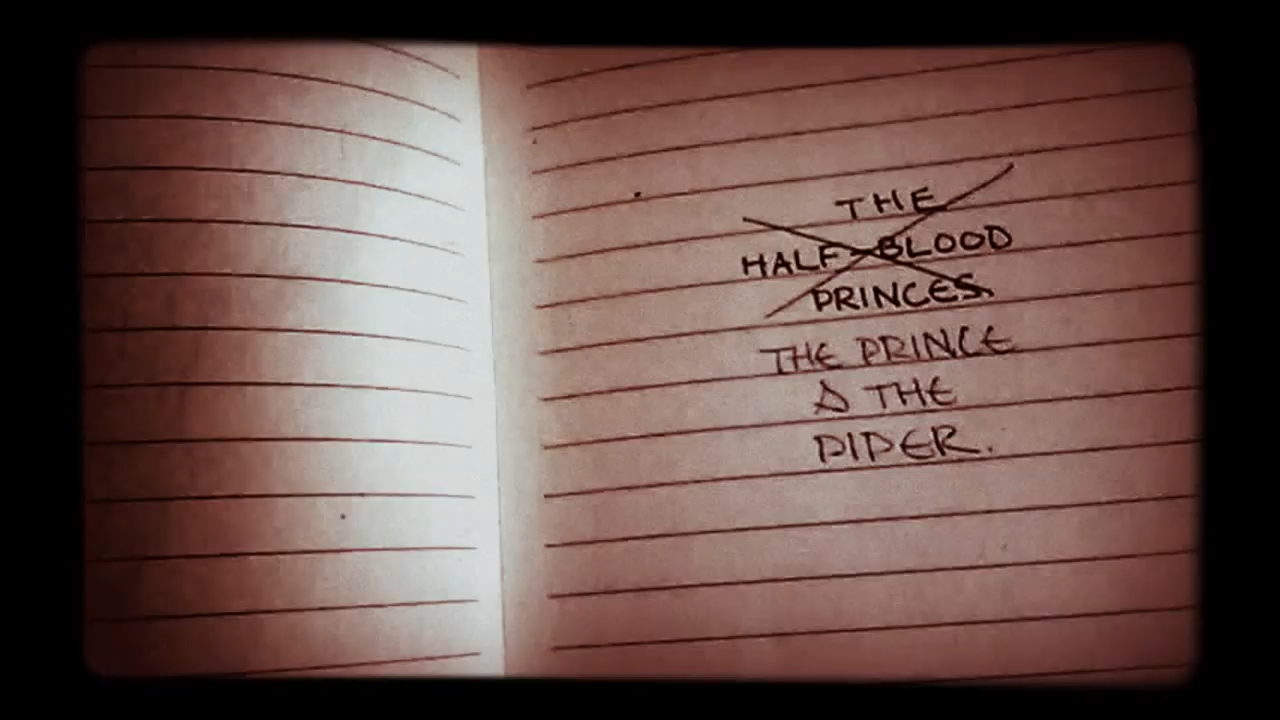 THE
HALF-BLOOD
PRINCES.
THE PRINCE
& THE
PIPER.